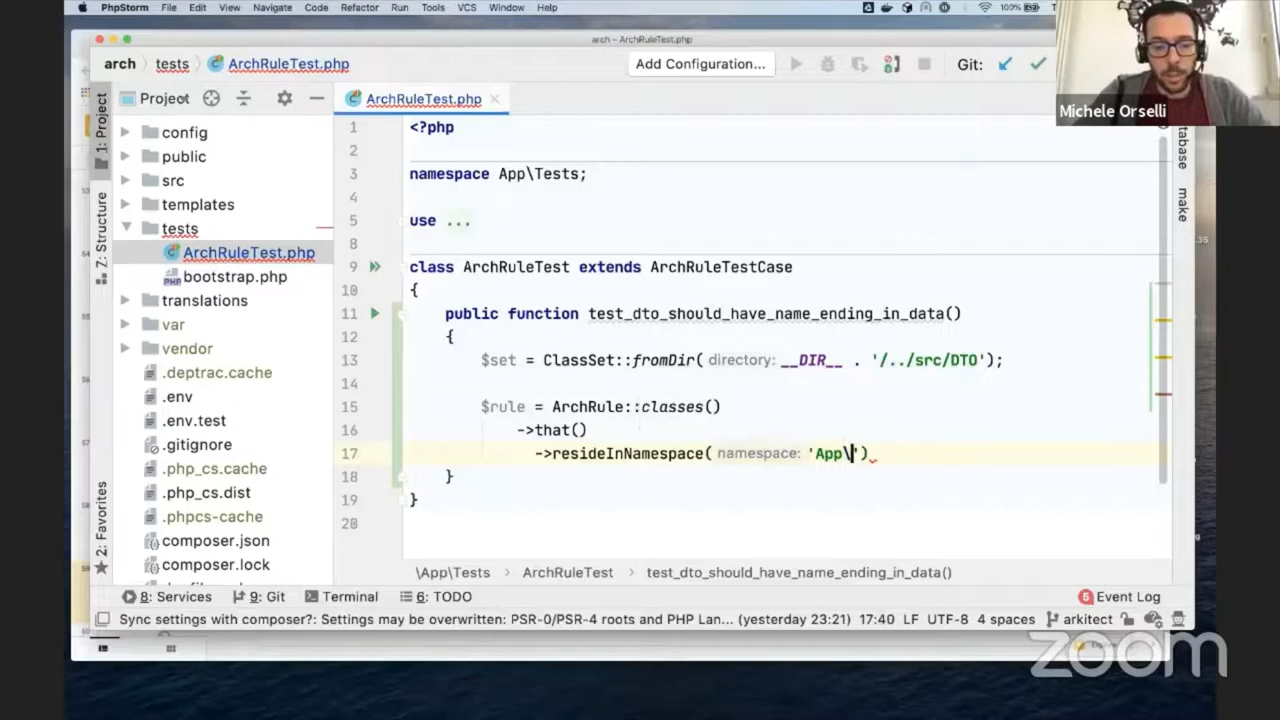 PhpStorm File Edit View Navigate Code Refactor Run Tools VCS Window Help 100%
arch – ArchRuleTest.php
arch tests ArchRuleTest.php Add Configuration... Git:
Michele Orselli
Project ArchRuleTest.php
1: Project
Z: Structure
2: Favorites
tabase
make
config
public
src
templates
tests
ArchRuleTest.php
bootstrap.php
translations
var
vendor
.deptrac.cache
.env
.env.test
.gitignore
.php_cs.cache
.php_cs.dist
.phpcs-cache
composer.json
composer.lock
1 <?php
2
3 namespace App\Tests;
4
5 use ...
8
9 class ArchRuleTest extends ArchRuleTestCase
10 {
11 public function test_dto_should_have_name_ending_in_data()
12 {
13 $set = ClassSet::fromDir( directory: __DIR__ . '/../src/DTO');
14
15 $rule = ArchRule::classes()
16 ->that()
17 ->resideInNamespace( namespace: 'App\')
18 }
19 }
20
\App\Tests ArchRuleTest test_dto_should_have_name_ending_in_data()
8: Services 9: Git Terminal 6: TODO 6 Event Log
Sync settings with composer?: Settings may be overwritten: PSR-0/PSR-4 roots and PHP Lan... (yesterday 23:21) 17:40 LF UTF-8 4 spaces arkitect
zoom